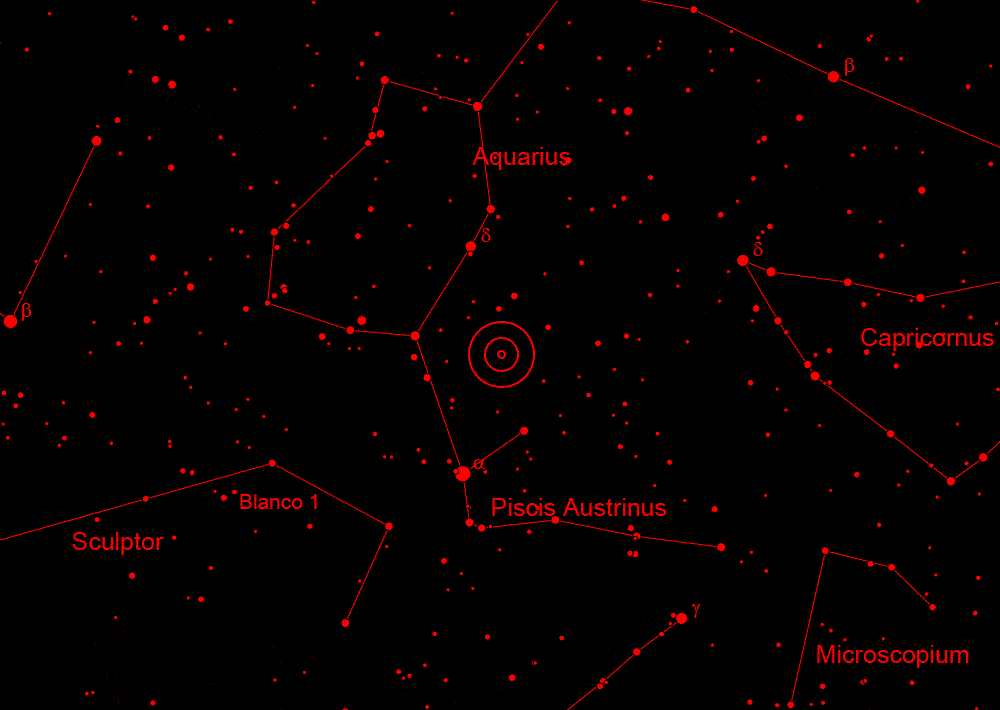 β
Aquarius
δ
δ
β
Capricornus
α
Blanco 1
Piscis Austrinus
Sculptor
γ
Microscopium